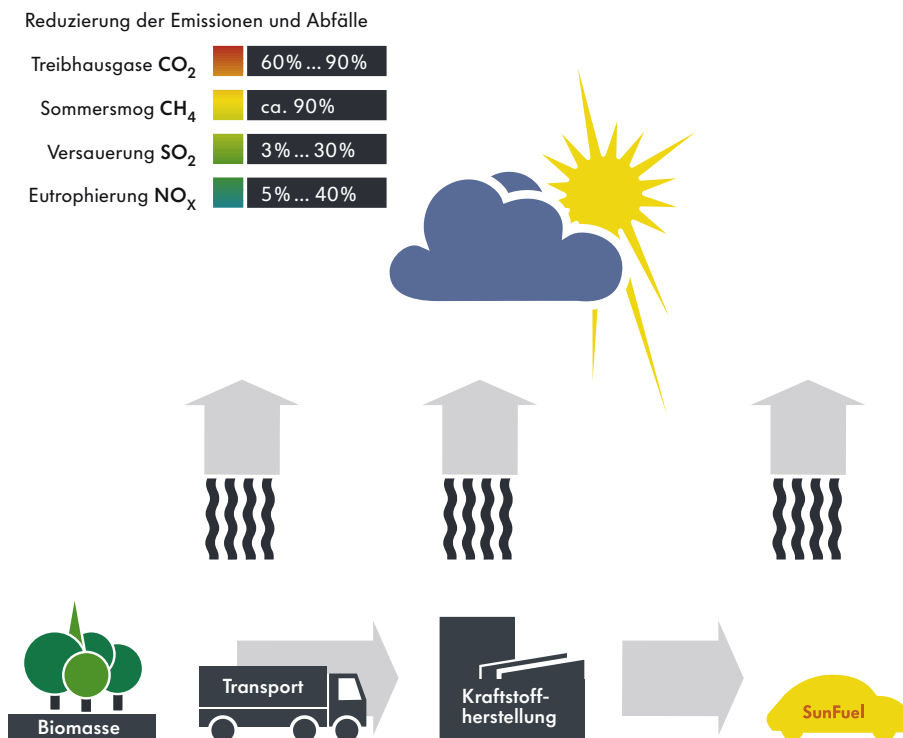 Reduzierung der Emissionen und Abfälle
Treibhausgase CO₂ 60% ... 90%
Sommersmog CH₄ ca. 90%
Versauerung SO₂ 3% ... 30%
Eutrophierung NOₓ 5% ... 40%
Biomasse
Transport
Kraftstoff-
herstellung
SunFuel